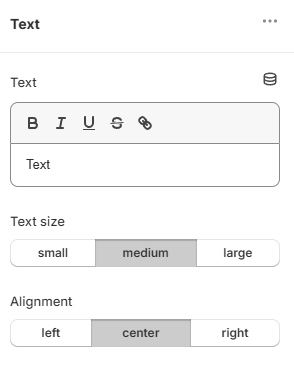 Text
Text
B I U S
Text
Text size
small medium large
Alignment
left center right